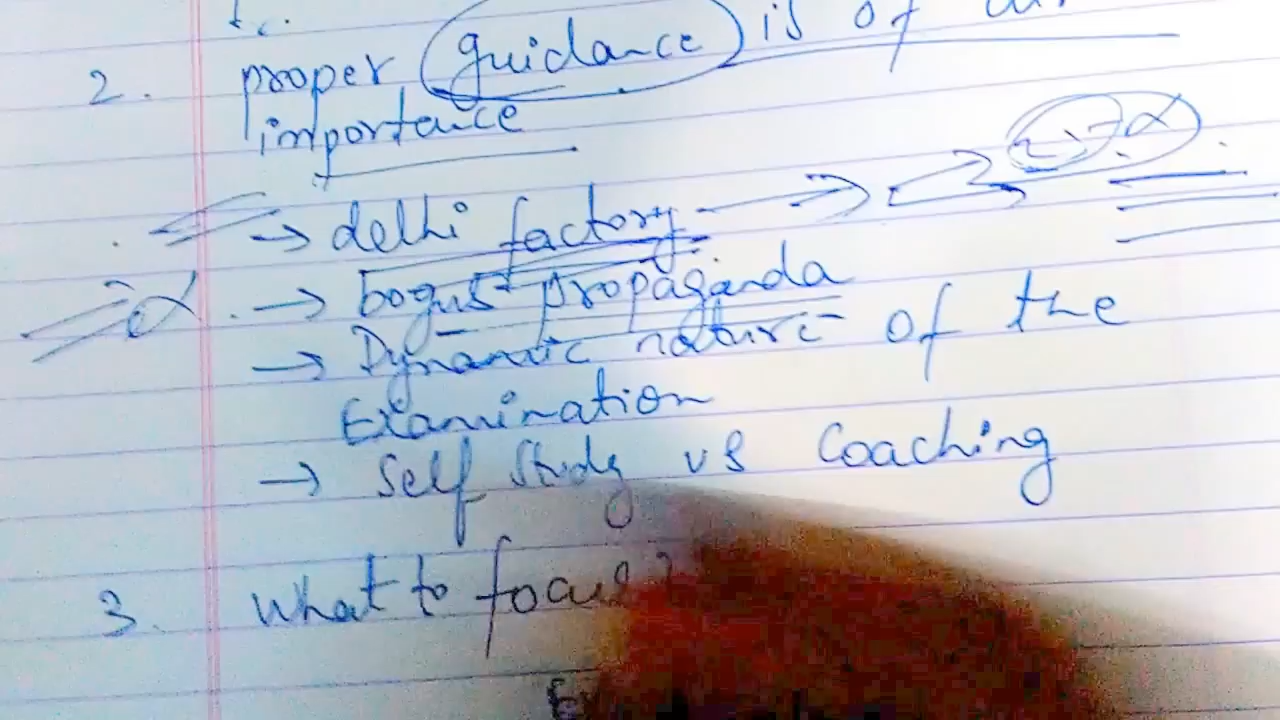 2. proper guidance is of
importance
→ delhi factory
→ bogus propaganda
→ Dynamic nature of the
Examination
→ Self Study vs Coaching
3. What to focus?